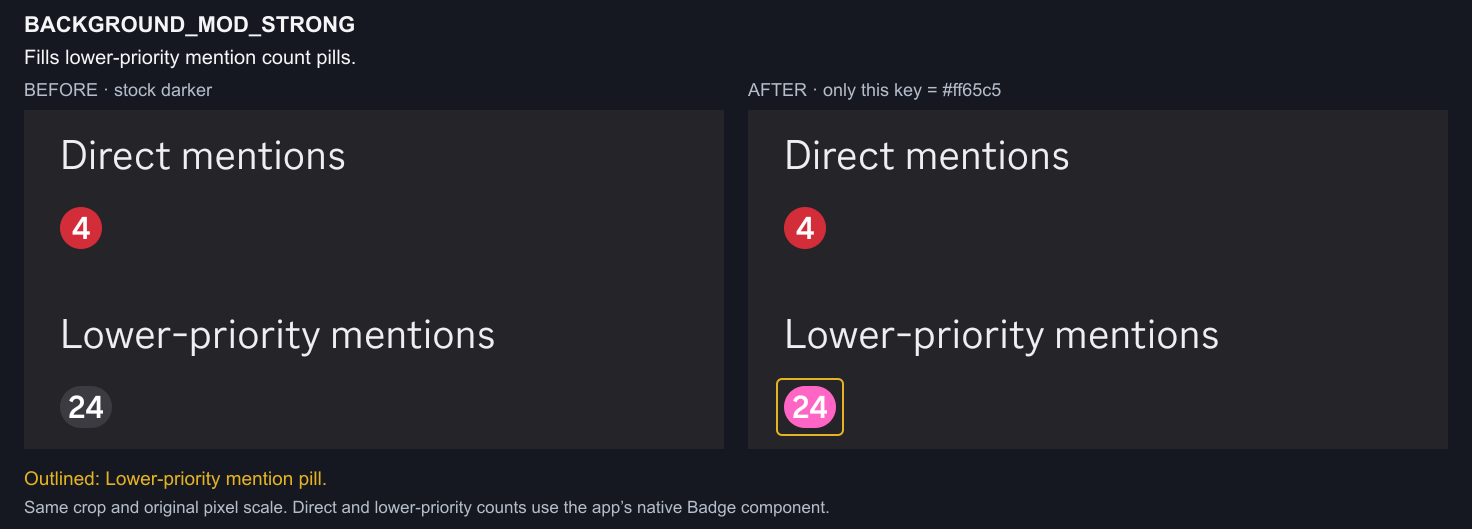 BACKGROUND_MOD_STRONG
Fills lower-priority mention count pills.
BEFORE · stock darker
Direct mentions
4
Lower-priority mentions
24
AFTER · only this key = #ff65c5
Direct mentions
4
Lower-priority mentions
24
Outlined: Lower-priority mention pill.
Same crop and original pixel scale. Direct and lower-priority counts use the app’s native Badge component.